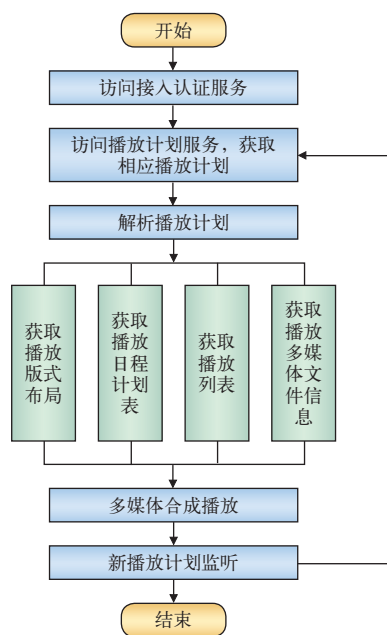 开始
访问接入认证服务
访问播放计划服务，获取
相应播放计划
解析播放计划
获取
播放
版式
布局
获取
播放
日程
计划
表
获取
播放
列表
获取
播放
多媒
体文
件信
息
多媒体合成播放
新播放计划监听
结束